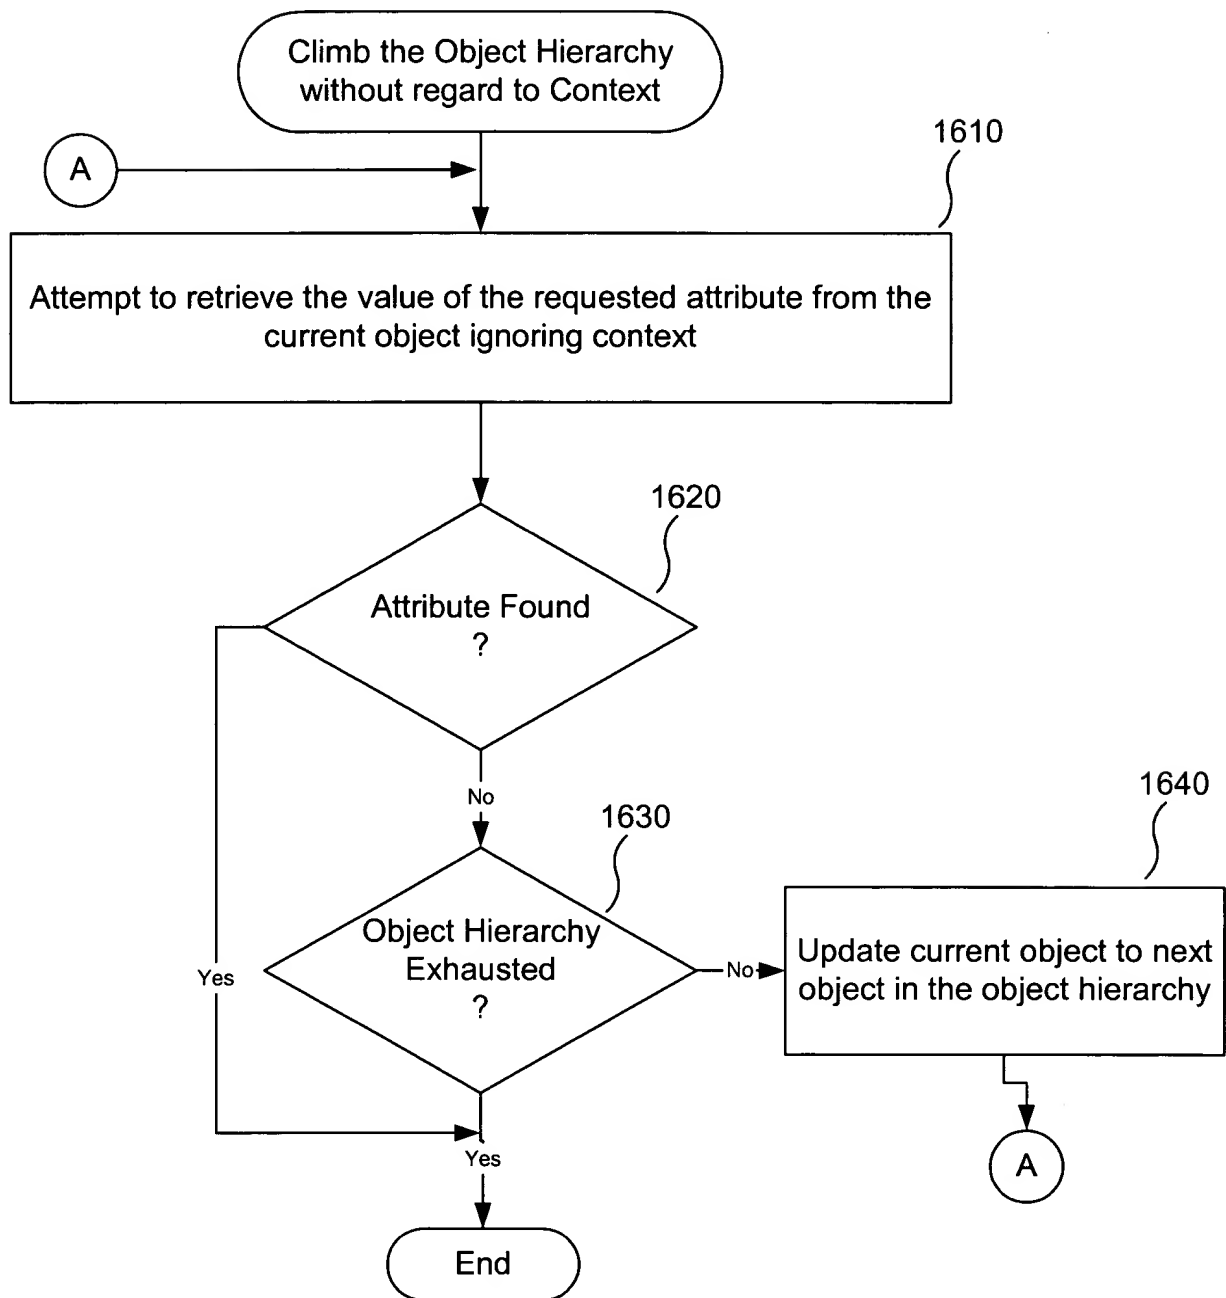 Climb the Object Hierarchy
without regard to Context
A
1610
Attempt to retrieve the value of the requested attribute from the
current object ignoring context
1620
Attribute Found
?
No
1630
1640
Object Hierarchy
Exhausted
?
Yes
No
Update current object to next
object in the object hierarchy
Yes
A
End